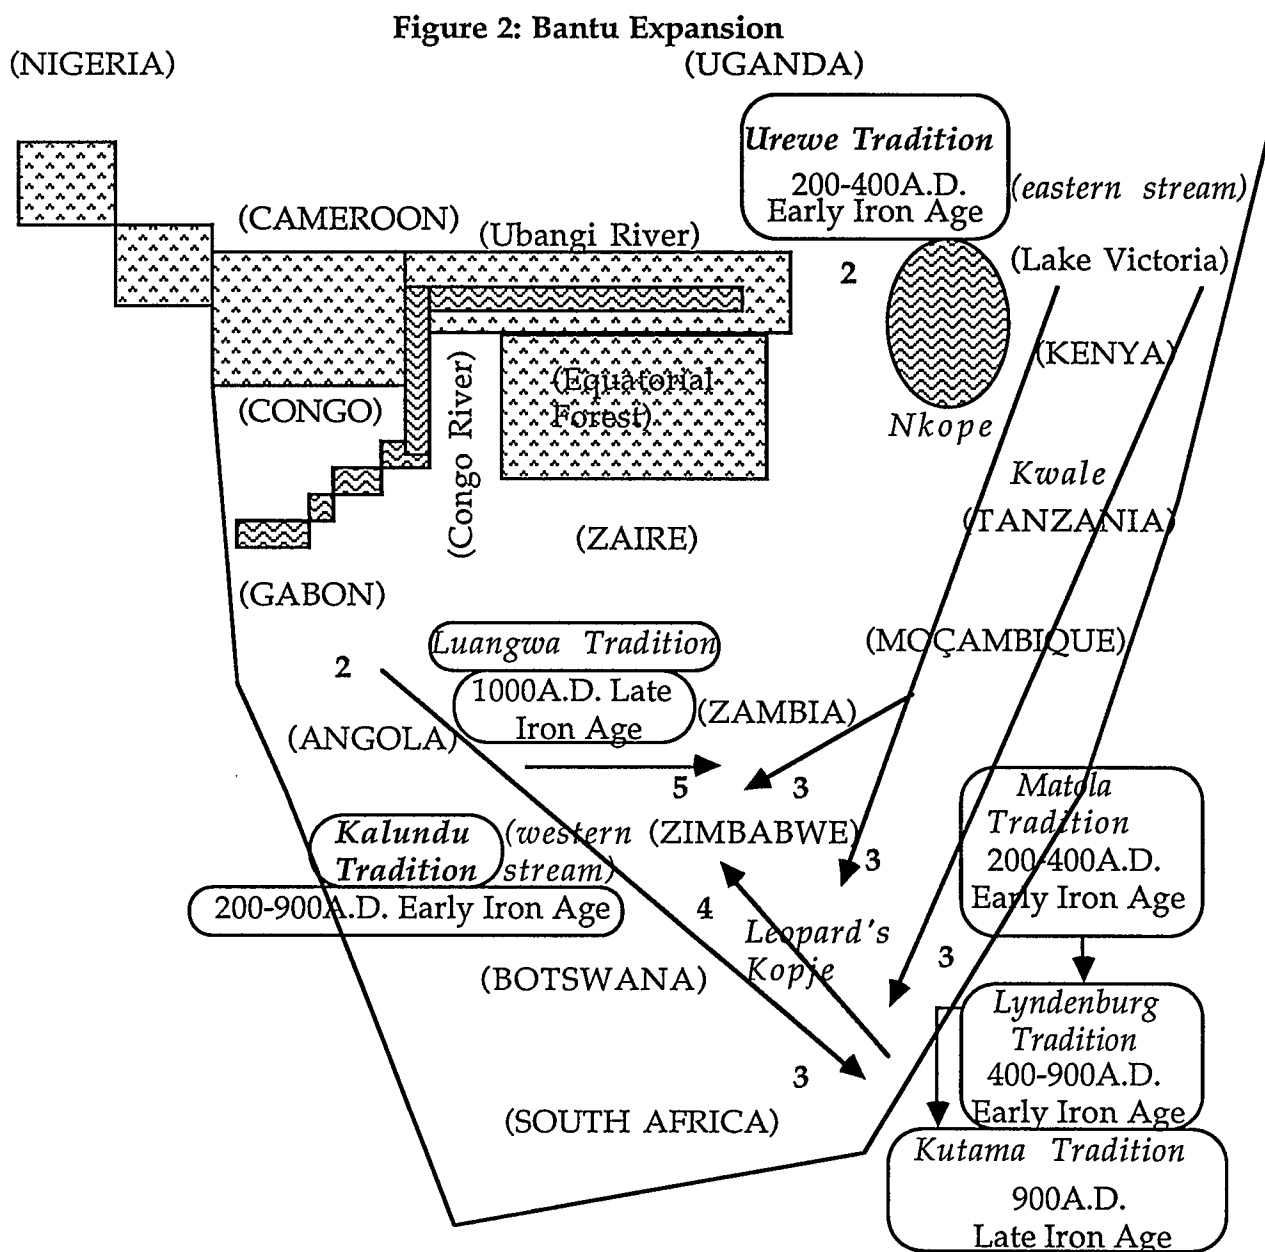 Figure 2: Bantu Expansion
(NIGERIA)
(UGANDA)
Urewe Tradition
200-400A.D.
Early Iron Age
(eastern stream)
(CAMEROON)
(Ubangi River)
2
(Lake Victoria)
(KENYA)
(Equatorial
Forest)
(CONGO)
(Congo River)
Nkope
Kwale
(TANZANIA)
(ZAIRE)
(GABON)
Luangwa Tradition
(MOÇAMBIQUE)
2
1000A.D. Late
Iron Age
(ZAMBIA)
(ANGOLA)
5
3
Matola
Tradition
200-400A.D.
Early Iron Age
Kalundu
Tradition
(western
stream)
(ZIMBABWE)
3
200-900A.D. Early Iron Age
4
Leopard's
Kopje
3
(BOTSWANA)
Lyndenburg
Tradition
400-900A.D.
Early Iron Age
3
(SOUTH AFRICA)
Kutama Tradition
900A.D.
Late Iron Age